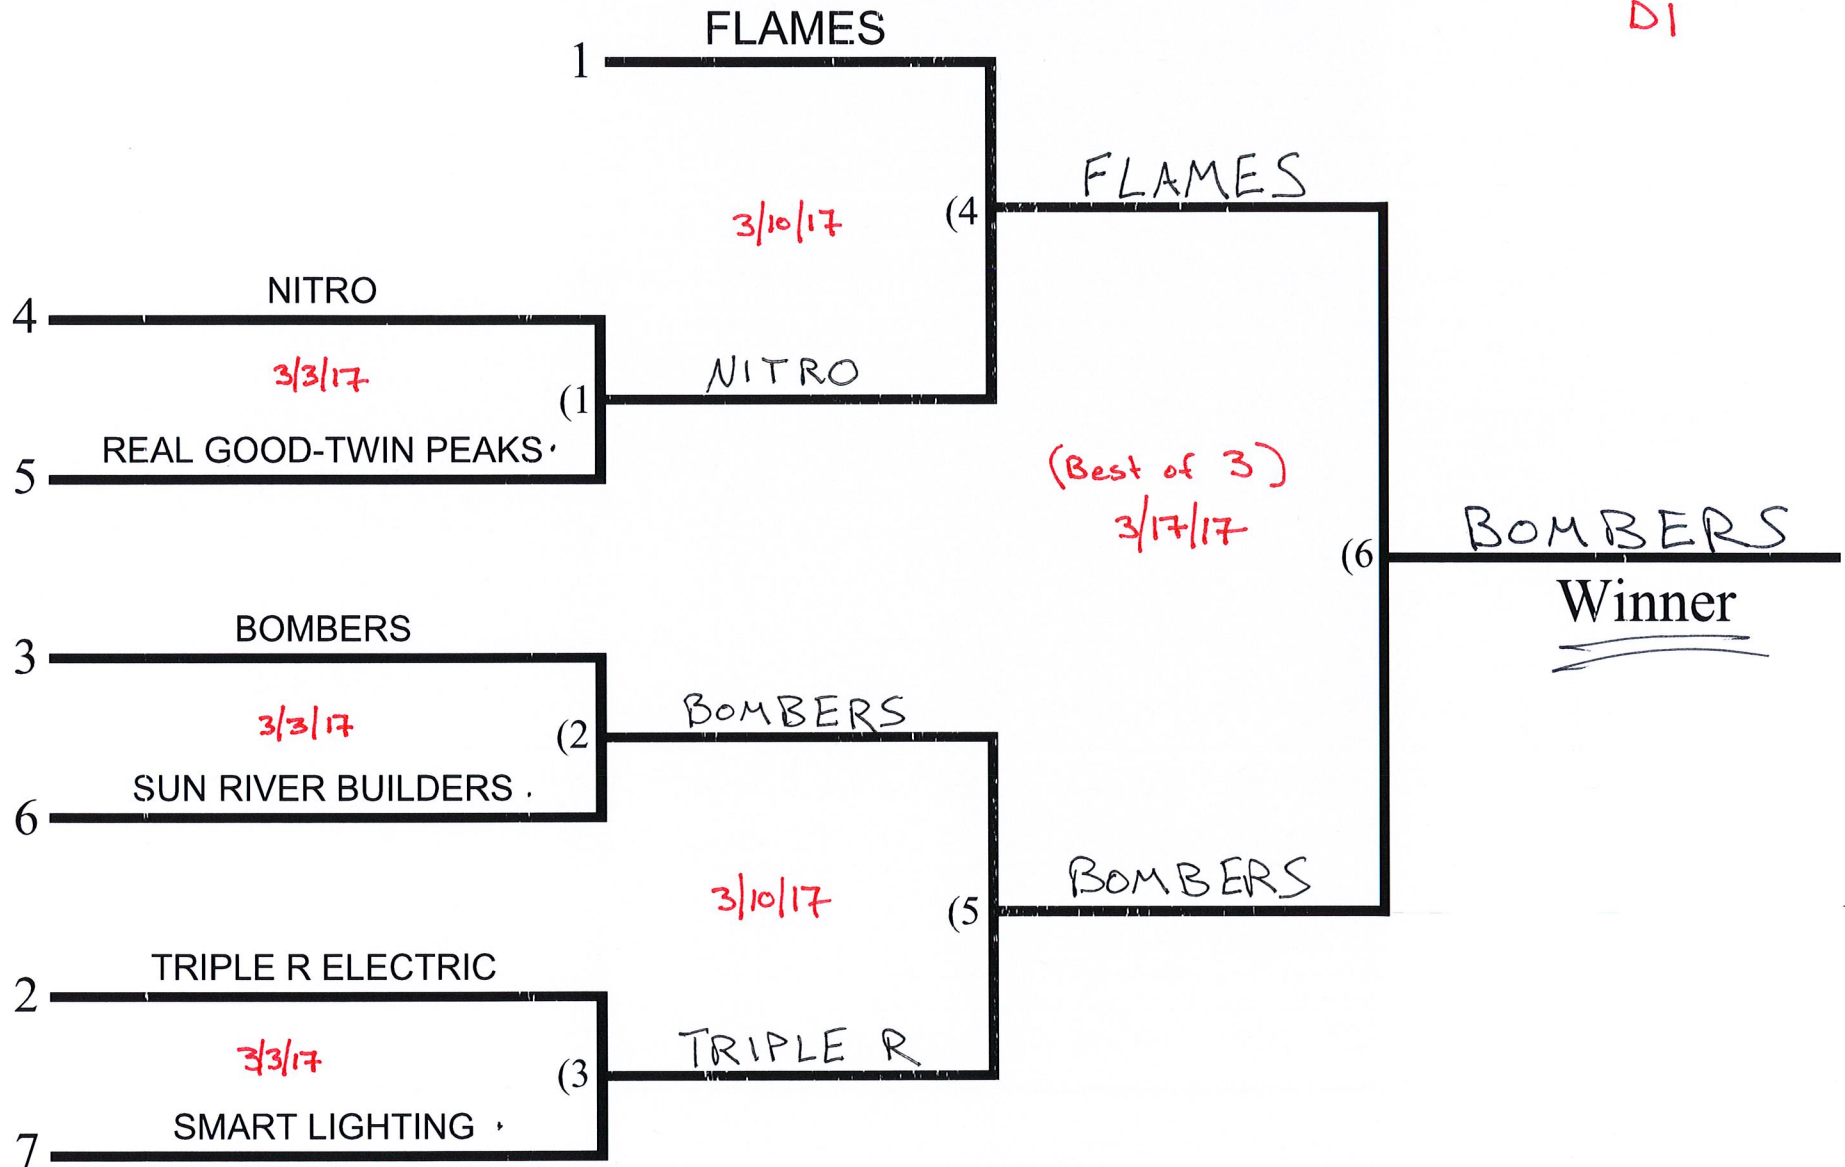 D1
FLAMES
1
FLAMES
(4
3/10/17
NITRO
4
3/3/17
NITRO
(1
REAL GOOD-TWIN PEAKS
5
(Best of 3)
3/17/17
BOMBERS
(6
Winner
BOMBERS
3
3/3/17
BOMBERS
(2
SUN RIVER BUILDERS
6
3/10/17
BOMBERS
(5
TRIPLE R ELECTRIC
2
3/3/17
TRIPLE R
(3
SMART LIGHTING
7